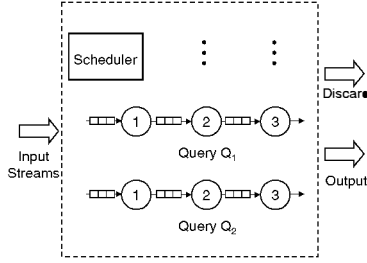 Scheduler
Discard
1
2
3
Input
Streams
Query Q1
Output
1
2
3
Query Q2